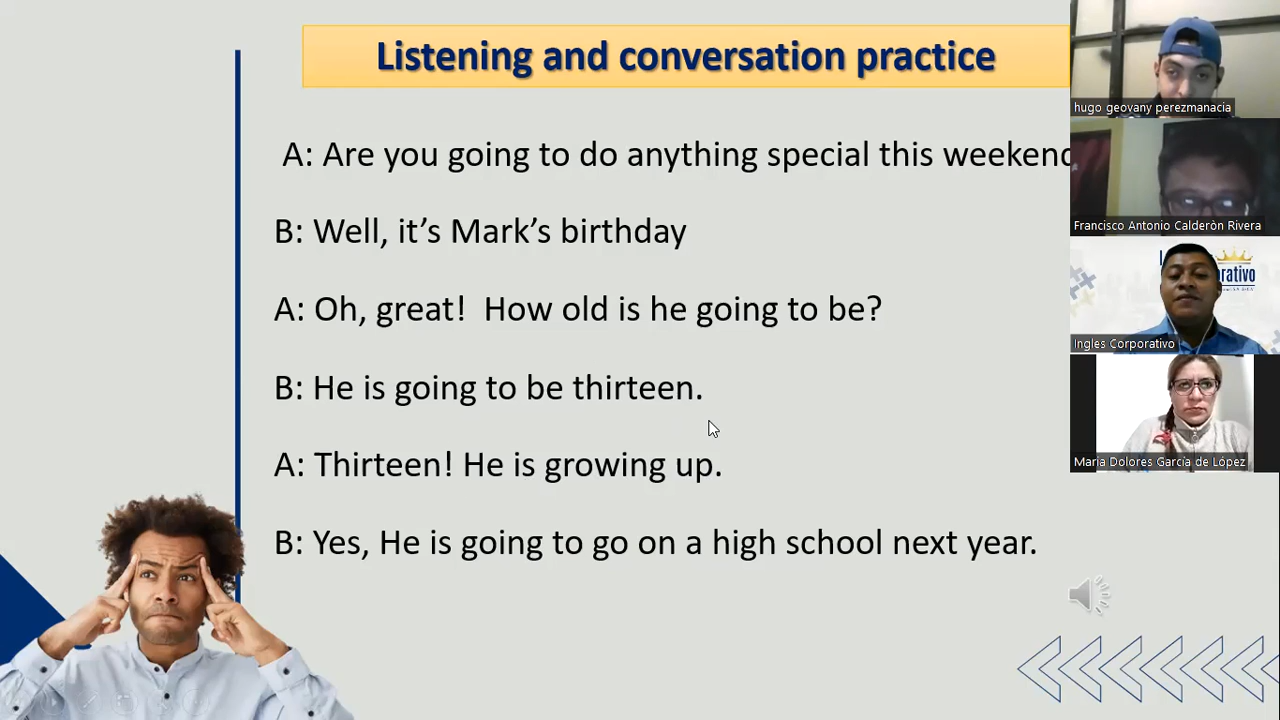 Listening and conversation practice
A: Are you going to do anything special this weekend
B: Well, it’s Mark’s birthday
A: Oh, great!  How old is he going to be?
B: He is going to be thirteen.
A: Thirteen! He is growing up.
B: Yes, He is going to go on a high school next year.
hugo geovany perezmanacia
Francisco Antonio Calderòn Rivera
Ingles Corporativo
Maria Dolores García de López